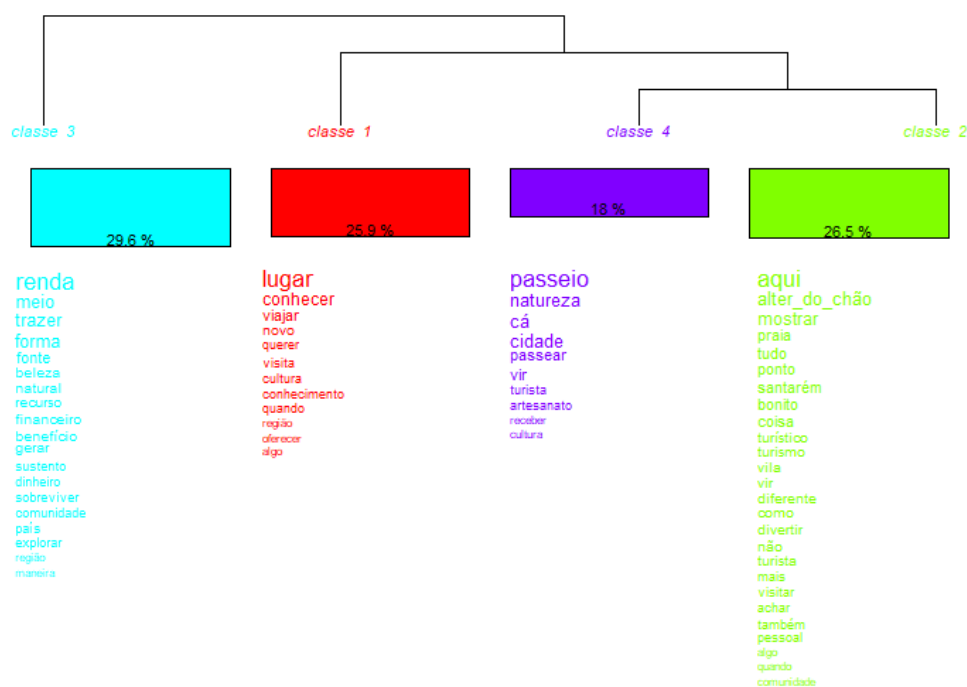 classe 3
classe 1
classe 4
classe 2
29.6 %
25.9 %
18 %
26.5 %
renda
meio
trazer
forma
fonte
beleza
natural
recurso
financeiro
benefício
gerar
sustento
dinheiro
sobreviver
comunidade
país
explorar
região
maneira
lugar
conhecer
viajar
novo
querer
visita
cultura
conhecimento
quando
região
oferecer
algo
passeio
natureza
cá
cidade
passear
vir
turista
artesanato
receber
cultura
aqui
alter_do_chão
mostrar
praia
tudo
ponto
santarém
bonito
coisa
turístico
turismo
vila
vir
diferente
como
divertir
não
turista
mais
visitar
achar
também
pessoal
algo
quando
comunidade